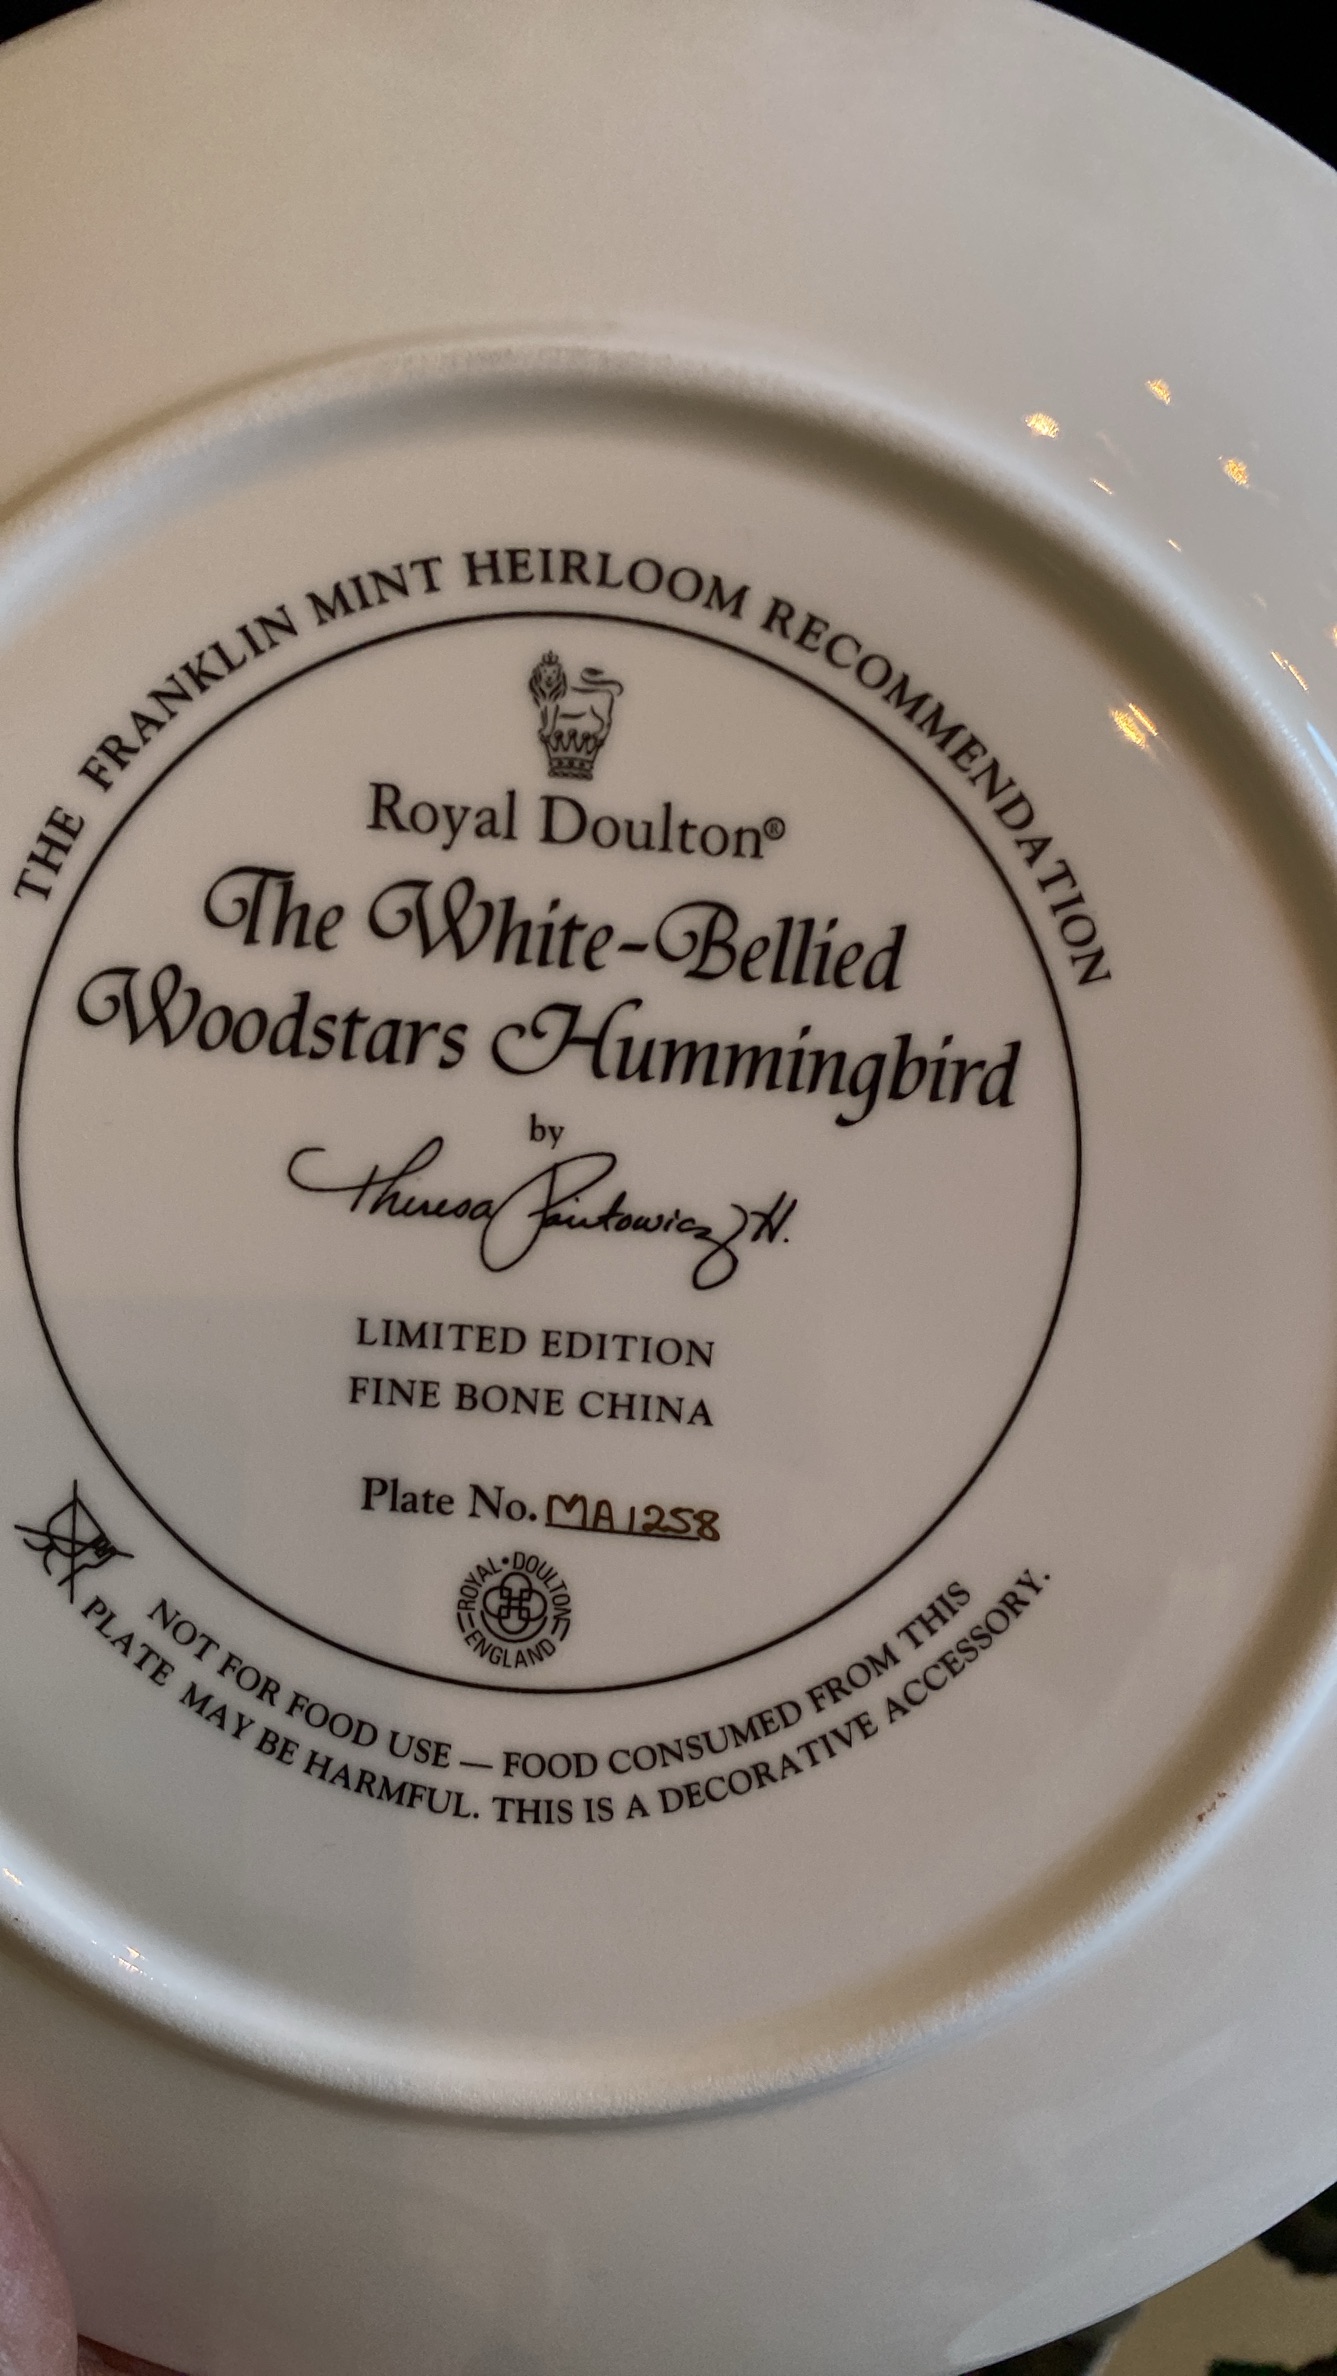 THE FRANKLIN MINT HEIRLOOM RECOMMENDATION
Royal Doulton®
The White-Bellied
Woodstars Hummingbird
by
Theresa Pautowicz H.
LIMITED EDITION
FINE BONE CHINA
Plate No. MA1258
ROYAL • DOULTON
ENGLAND
NOT FOR FOOD USE — FOOD CONSUMED FROM THIS
PLATE MAY BE HARMFUL. THIS IS A DECORATIVE ACCESSORY.